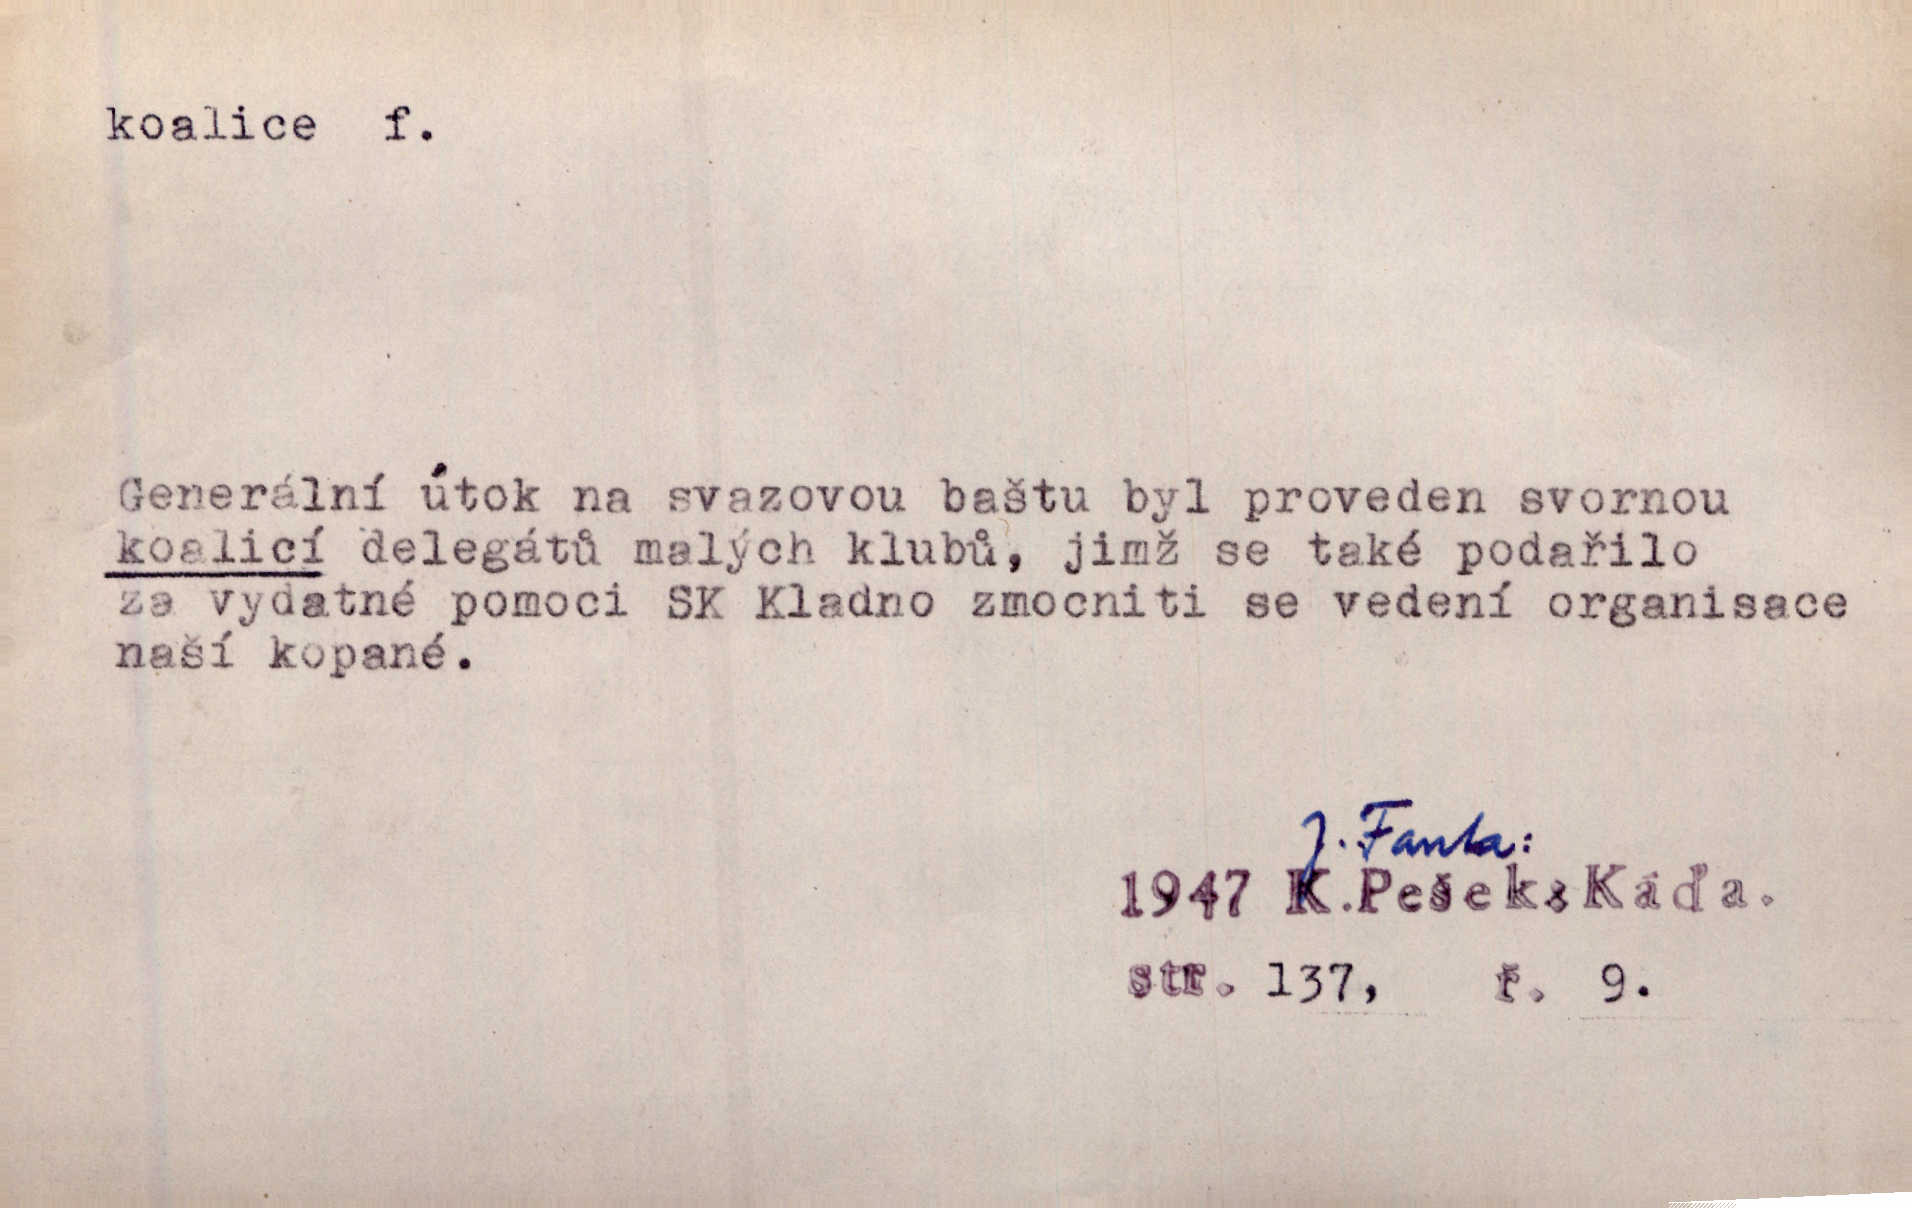 koalice f.
Generální útok na svazovou baštu byl proveden svornou
koalicí delegátů malých klubů, jimž se také podařilo
za vydatné pomoci SK Kladno zmocniti se vedení organisace
naší kopané.
J. Fanta:
1947 K.Pešek:Káďa.
str. 137, ř. 9.